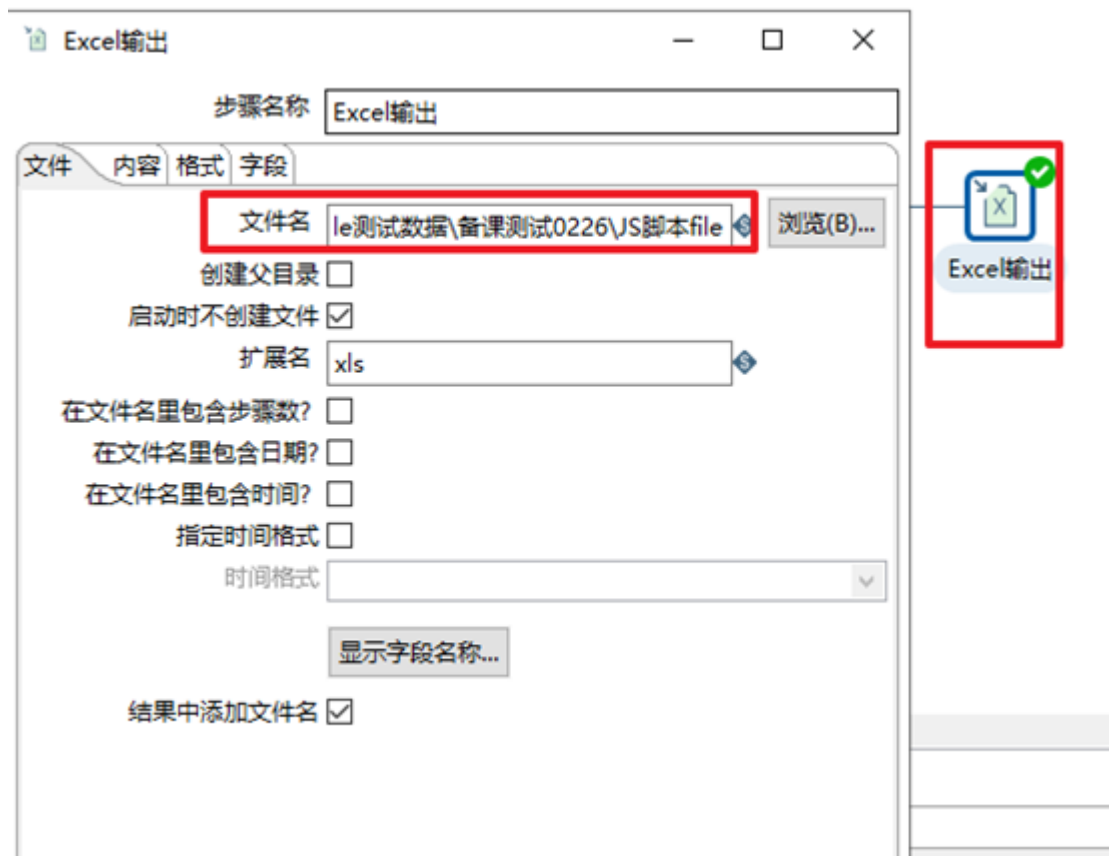 Excel输出
步骤名称 Excel输出
文件 内容 格式 字段
文件名 le测试数据\备课测试0226\JS脚本file 浏览(B)...
创建父目录
启动时不创建文件
扩展名 xls
在文件名里包含步骤数?
在文件名里包含日期?
在文件名里包含时间?
指定时间格式
时间格式
显示字段名称...
结果中添加文件名
Excel输出